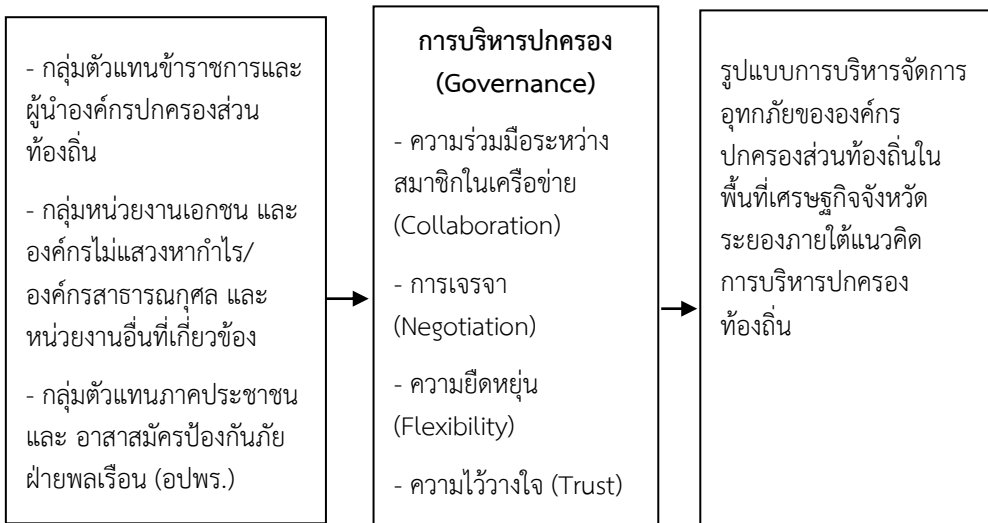 - กลุ่มตัวแทนข้าราชการและ
ผู้นำองค์กรปกครองส่วน
ท้องถิ่น
- กลุ่มหน่วยงานเอกชน และ
องค์กรไม่แสวงหากำไร/
องค์กรสาธารณกุศล และ
หน่วยงานอื่นที่เกี่ยวข้อง
- กลุ่มตัวแทนภาคประชาชน
และ อาสาสมัครป้องกันภัย
ฝ่ายพลเรือน (อปพร.)
การบริหารปกครอง
(Governance)
- ความร่วมมือระหว่าง
สมาชิกในเครือข่าย
(Collaboration)
- การเจรจา
(Negotiation)
- ความยืดหยุ่น
(Flexibility)
- ความไว้วางใจ (Trust)
รูปแบบการบริหารจัดการ
อุทกภัยขององค์กร
ปกครองส่วนท้องถิ่นใน
พื้นที่เศรษฐกิจจังหวัด
ระยองภายใต้แนวคิด
การบริหารปกครอง
ท้องถิ่น